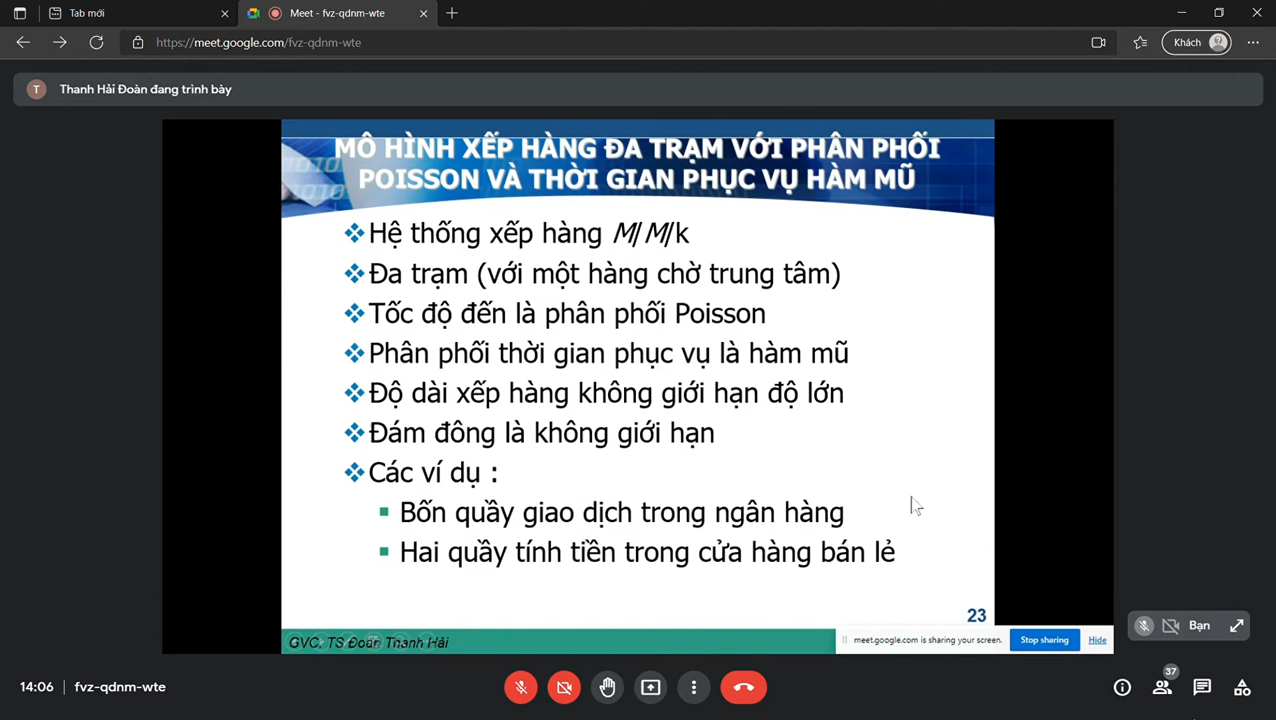 Tab mới
Meet - fvz-qdnm-wte
https://meet.google.com/fvz-qdnm-wte
Khách
T
Thanh Hải Đoàn đang trình bày
MÔ HÌNH XẾP HÀNG ĐA TRẠM VỚI PHÂN PHỐI
POISSON VÀ THỜI GIAN PHỤC VỤ HÀM MŨ
Hệ thống xếp hàng M/M/k
Đa trạm (với một hàng chờ trung tâm)
Tốc độ đến là phân phối Poisson
Phân phối thời gian phục vụ là hàm mũ
Độ dài xếp hàng không giới hạn độ lớn
Đám đông là không giới hạn
Các ví dụ :
Bốn quầy giao dịch trong ngân hàng
Hai quầy tính tiền trong cửa hàng bán lẻ
23
GVC. TS Đoàn Thanh Hải
meet.google.com is sharing your screen.
Stop sharing
Hide
Bạn
14:06
fvz-qdnm-wte
37